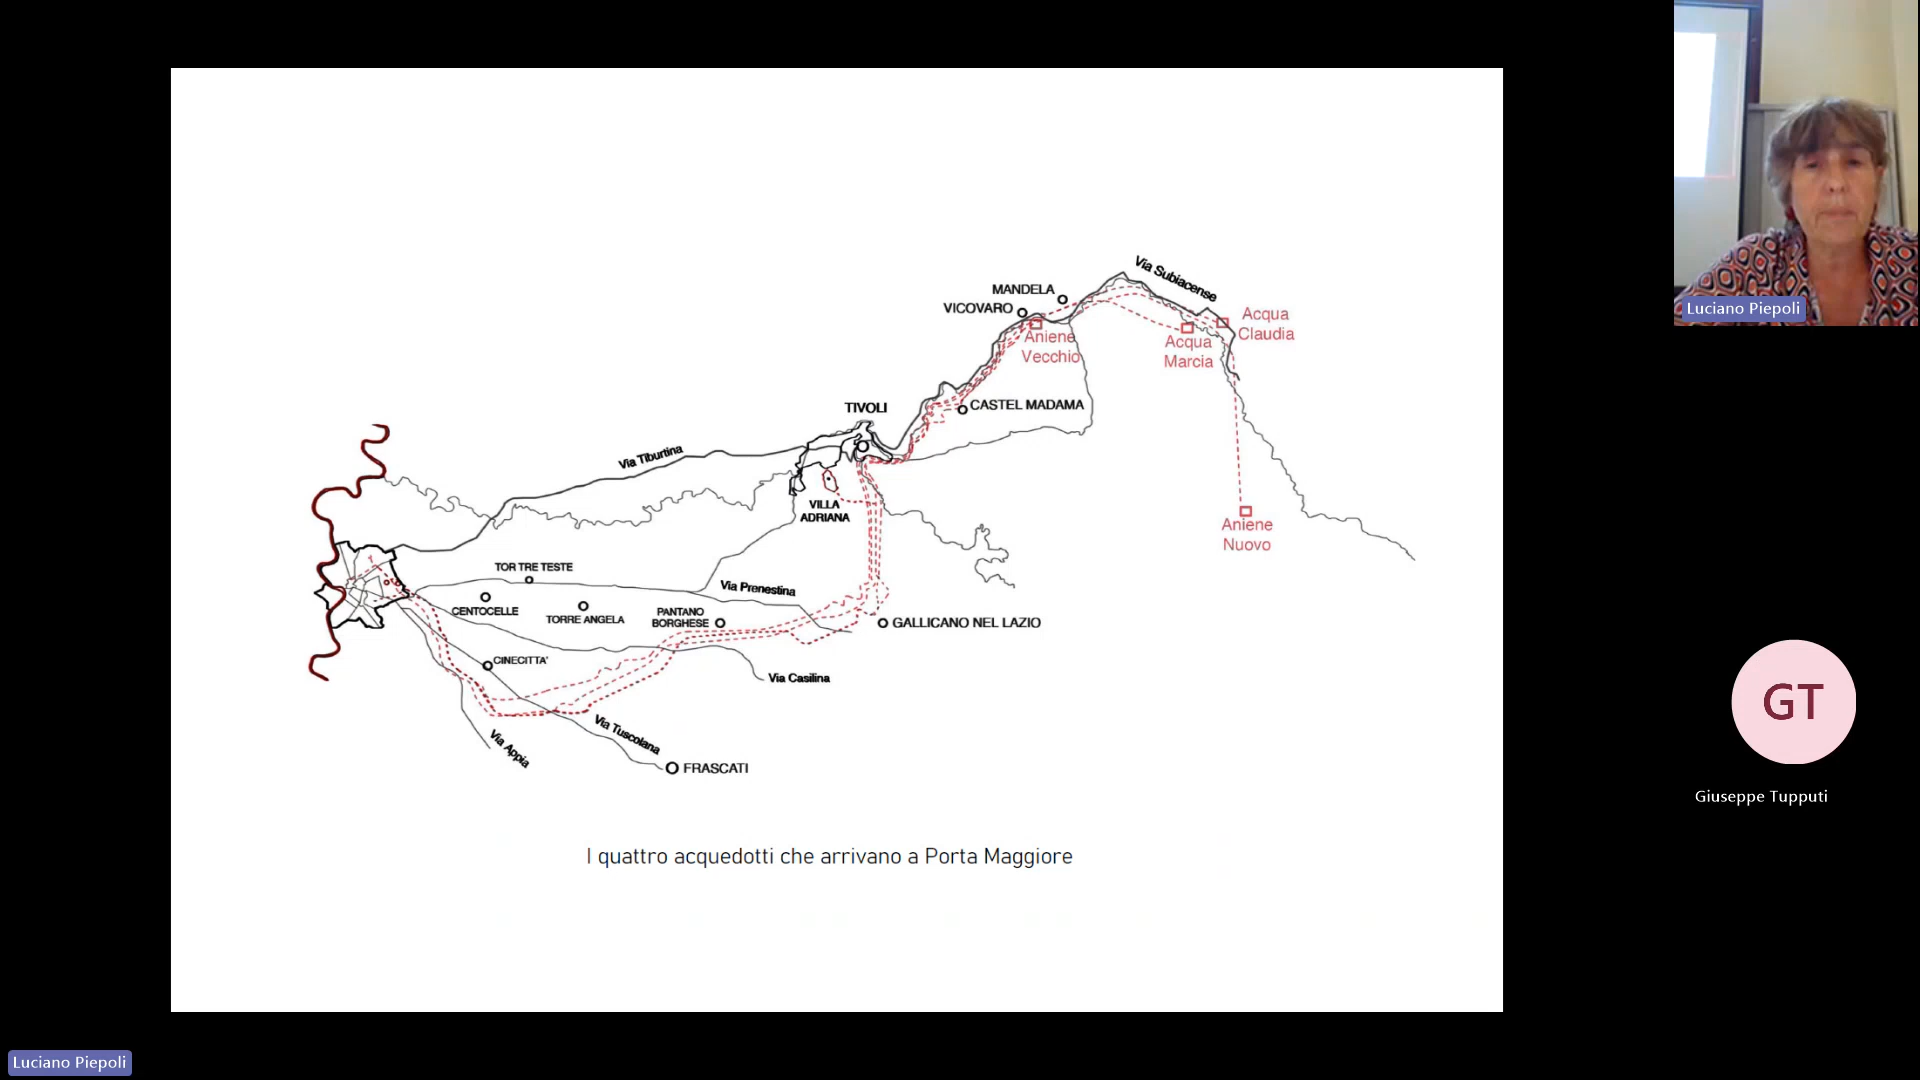 Via Subiacense
MANDELA
VICOVARO
Acqua
Claudia
Aniene
Vecchio
Acqua
Marcia
CASTEL MADAMA
TIVOLI
Via Tiburtina
VILLA
ADRIANA
Aniene
Nuovo
TOR TRE TESTE
Via Prenestina
CENTOCELLE
TORRE ANGELA
PANTANO
BORGHESE
GALLICANO NEL LAZIO
CINECITTA'
Via Casilina
Via Tuscolana
Via Appia
FRASCATI
I quattro acquedotti che arrivano a Porta Maggiore
Luciano Piepoli
GT
Giuseppe Tupputi
Luciano Piepoli